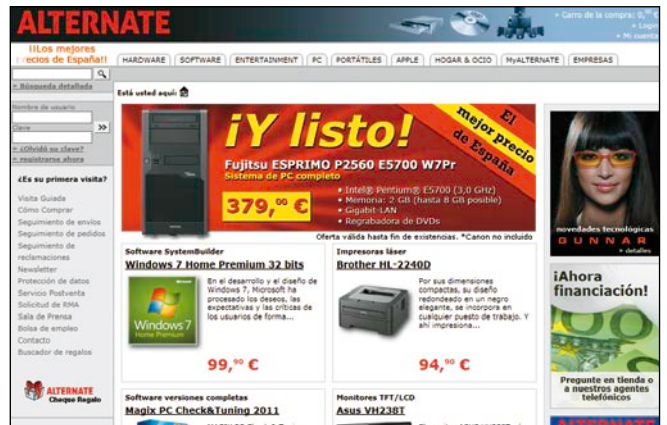 ALTERNATE
» Carro de la compra: 0,⁰⁰ €
» Login
» Mi cuenta
¡¡Los mejores
precios de España!!
HARDWARE
SOFTWARE
ENTERTAINMENT
PC
PORTÁTILES
APPLE
HOGAR & OCIO
MyALTERNATE
EMPRESAS
» Búsqueda detallada
Nombre de usuario
Clave
>>
» ¿Olvidó su clave?
» registrarse ahora
¿Es su primera visita?
Visita Guiada
Cómo Comprar
Seguimiento de envíos
Seguimiento de pedidos
Seguimiento de
reclamaciones
Newsletter
Protección de datos
Servicio Postventa
Solicitud de RMA
Sala de Prensa
Bolsa de empleo
Contacto
Buscador de regalos
ALTERNATE
Cheque Regalo
Está usted aquí:
¡Y listo!
El
mejor precio
de España
Fujitsu ESPRIMO P2560 E5700 W7Pr
Sistema de PC completo
379,⁰⁰ €
• Intel® Pentium® E5700 (3,0 GHz)
• Memoria: 2 GB (hasta 8 GB posible)
• Gigabit-LAN
• Regrabadora de DVDs
Oferta válida hasta fin de existencias. *Canon no incluido
Software SystemBuilder
Windows 7 Home Premium 32 bits
Windows 7
Home Premium
En el desarrollo y el diseño de
Windows 7, Microsoft ha
procesado los deseos, las
expectativas y las críticas de
los usuarios de forma...
99,⁹⁰ €
Impresoras láser
Brother HL-2240D
Por sus dimensiones
compactas, su diseño
redondeado en un negro
elegante, se incorpora en
cualquier puesto de trabajo. Y
ahí impresiona...
94,⁹⁰ €
Software versiones completas
Magix PC Check&Tuning 2011
Monitores TFT/LCD
Asus VH238T
novedades tecnológicas
GUNNAR
» detalles
¡Ahora
financiación!
Pregunte en tienda o
a nuestros agentes
telefónicos
ALTERNATE